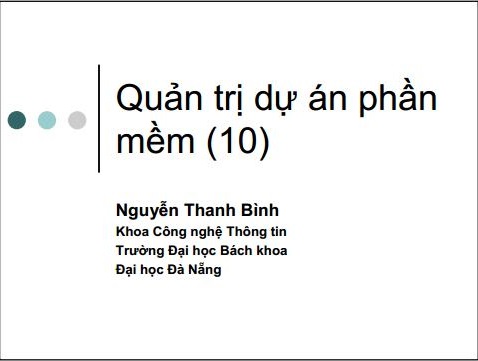 Quản trị dự án phần
mềm (10)
Nguyễn Thanh Bình
Khoa Công nghệ Thông tin
Trường Đại học Bách khoa
Đại học Đà Nẵng